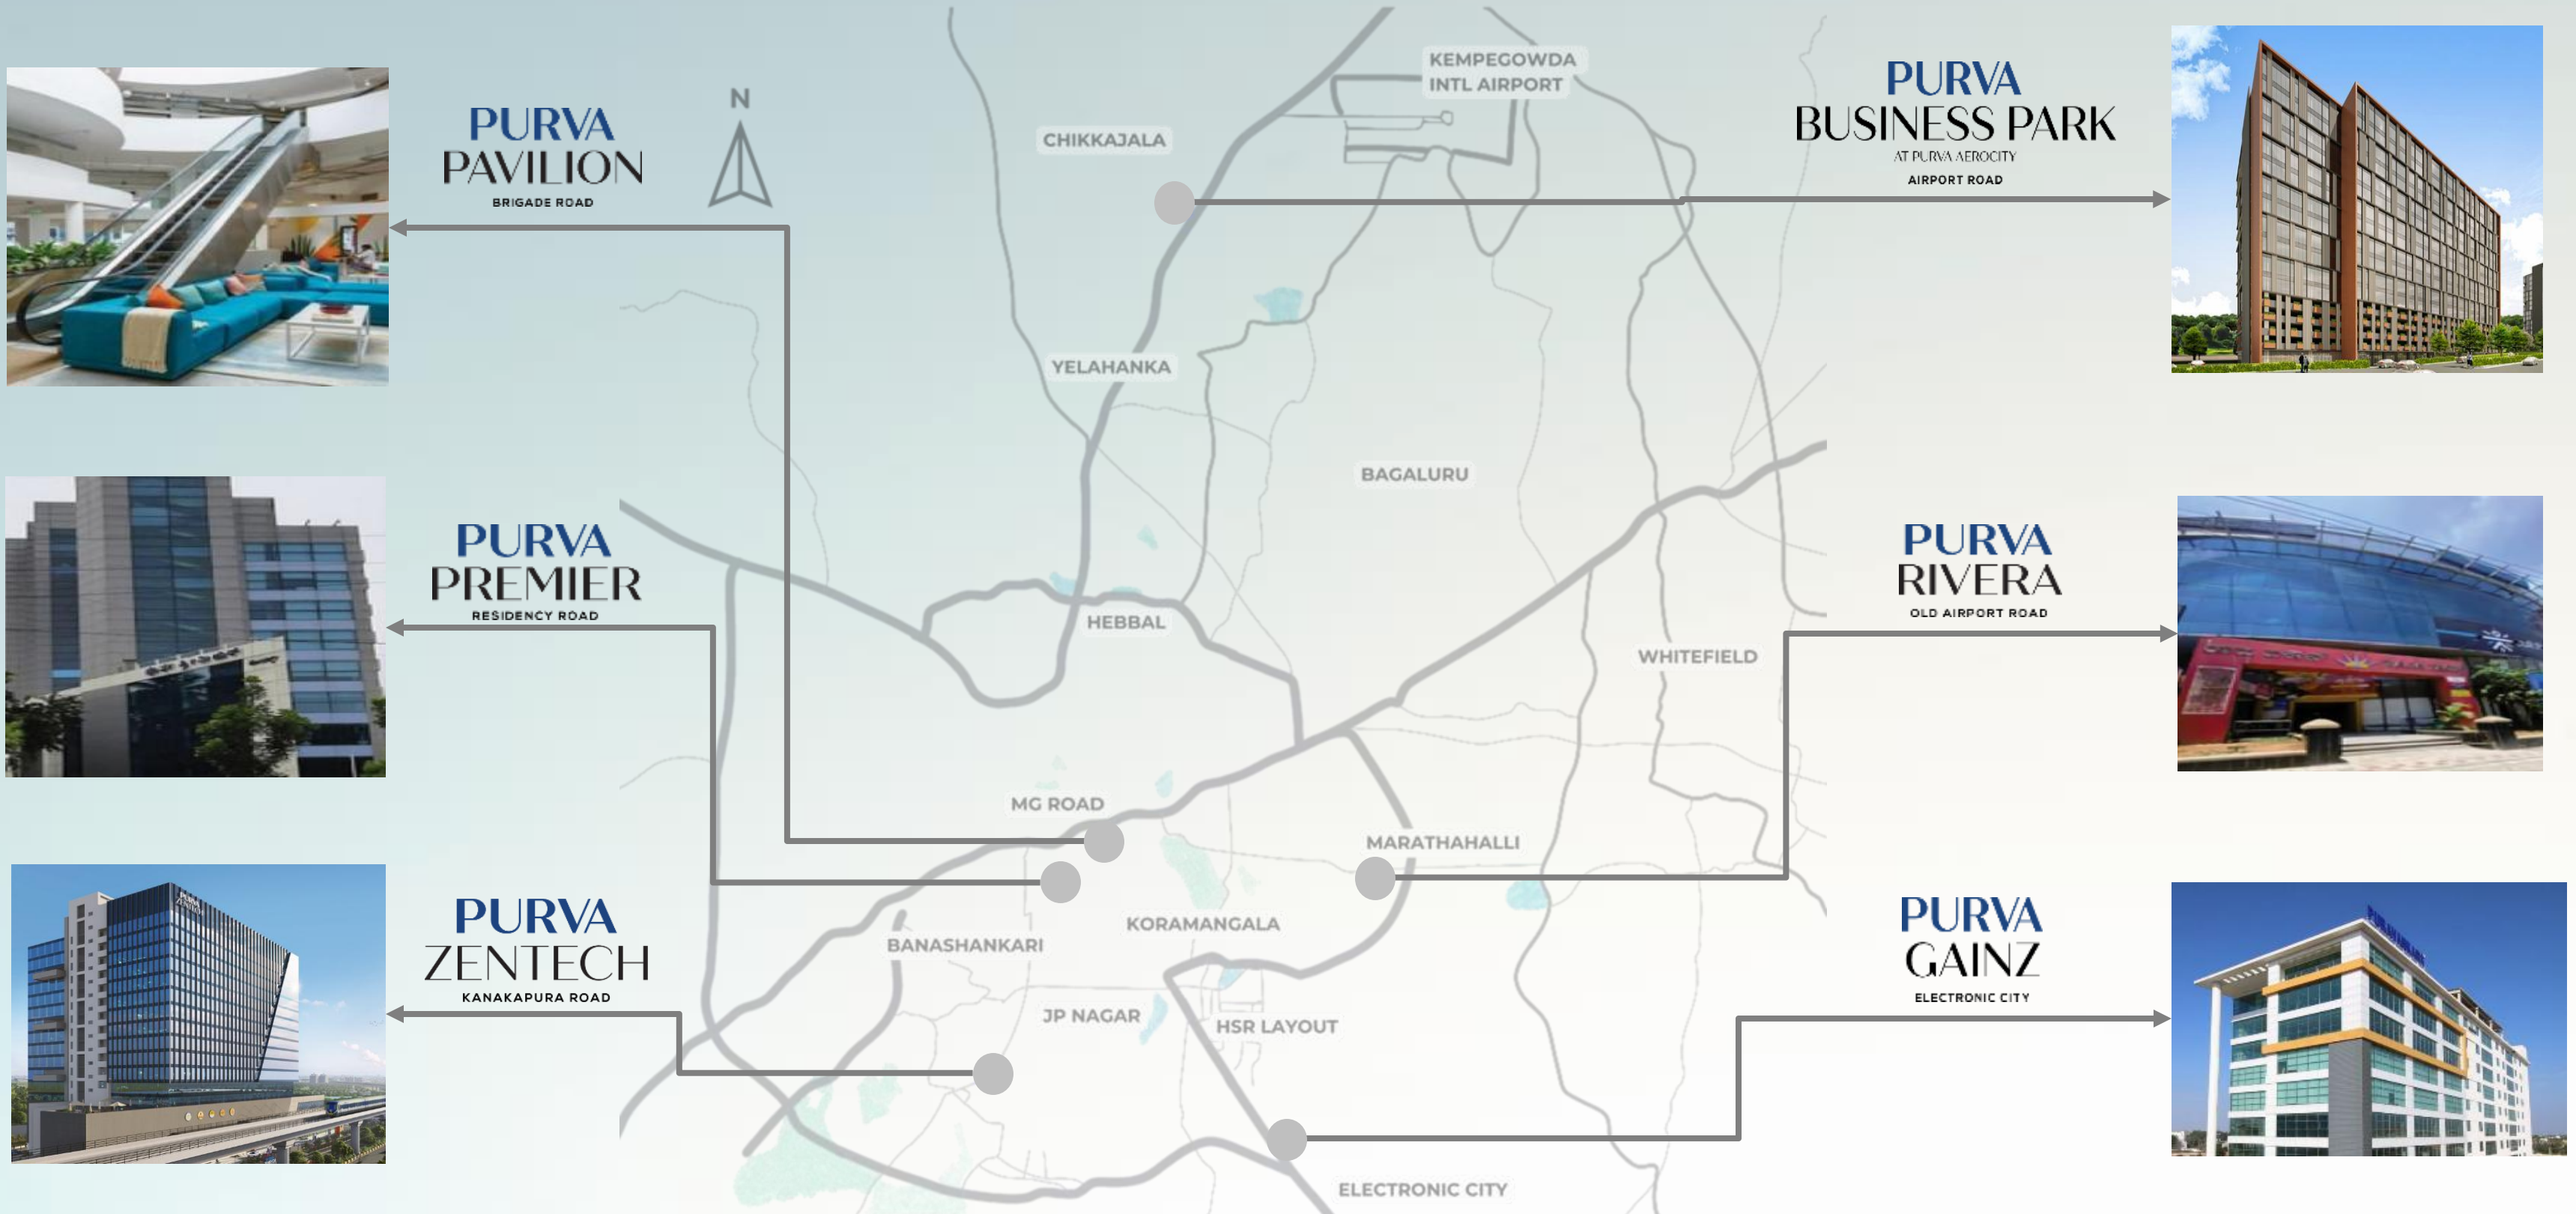 PURVA
PAVILION
BRIGADE ROAD
N
KEMPEGOWDA
INTL AIRPORT
CHIKKAJALA
PURVA
BUSINESS PARK
AT PURVA AEROCITY
AIRPORT ROAD
YELAHANKA
BAGALURU
PURVA
PREMIER
RESIDENCY ROAD
HEBBAL
WHITEFIELD
PURVA
RIVERA
OLD AIRPORT ROAD
MG ROAD
MARATHAHALLI
KORAMANGALA
BANASHANKARI
PURVA
ZENTECH
KANAKAPURA ROAD
JP NAGAR
HSR LAYOUT
PURVA
GAINZ
ELECTRONIC CITY
ELECTRONIC CITY
PURVA
ZENTECH